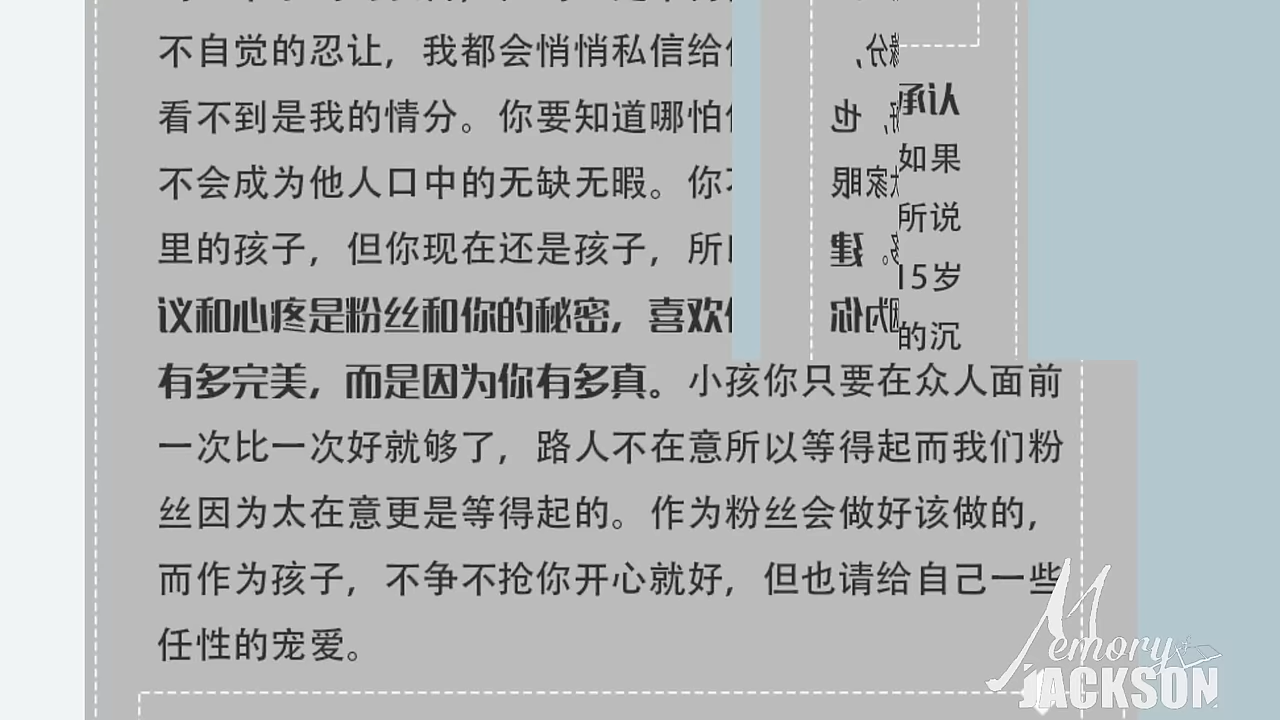 不自觉的忍让，我都会悄悄私信给
看不到是我的情分。你要知道哪怕
不会成为他人口中的无缺无暇。你
里的孩子，但你现在还是孩子，所
议和心疼是粉丝和你的秘密，喜欢
有多完美，而是因为你有多真。小孩你只要在众人面前
一次比一次好就够了，路人不在意所以等得起而我们粉
丝因为太在意更是等得起的。作为粉丝会做好该做的，
而作为孩子，不争不抢你开心就好，但也请给自己一些
任性的宠爱。
分，
也
家眼
。建
为你
承认
如果
所说
15岁
的沉
Memory
JACKSON